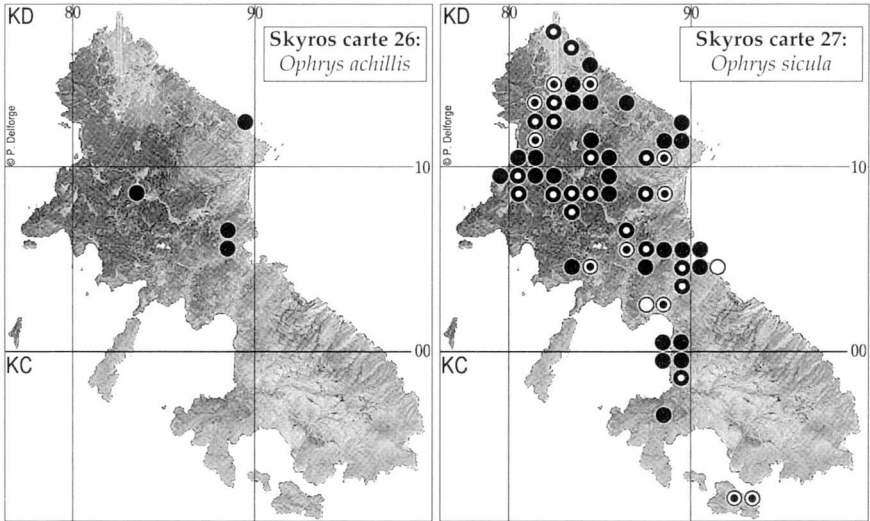 KD
80
90
Skyros carte 26:
Ophrys achillis
© P. Delforge
10
00
KC
KD
80
90
Skyros carte 27:
Ophrys sicula
© P. Delforge
10
00
KC